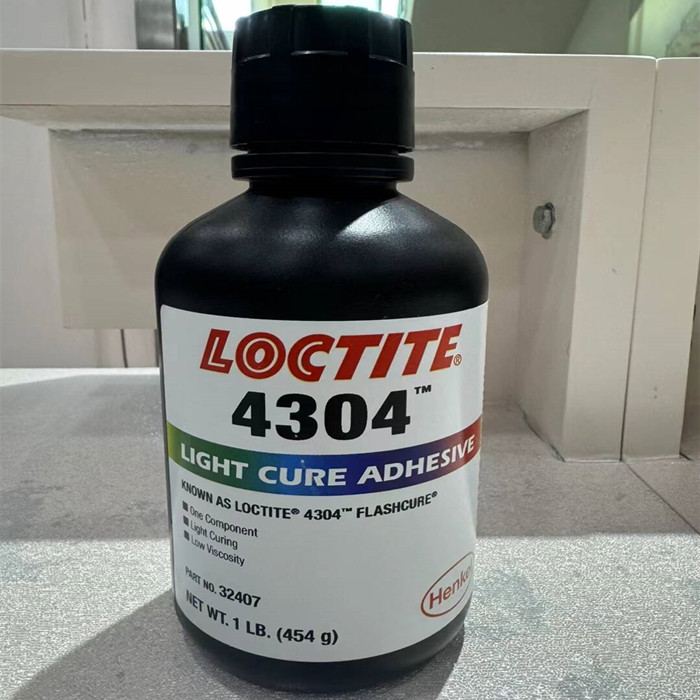 LOCTITE®
4304™
LIGHT CURE ADHESIVE
KNOWN AS LOCTITE® 4304™ FLASHCURE®
■ One Component
■ Light Curing
■ Low Viscosity
PART NO. 32407
NET WT. 1 LB. (454 g)
Henkel